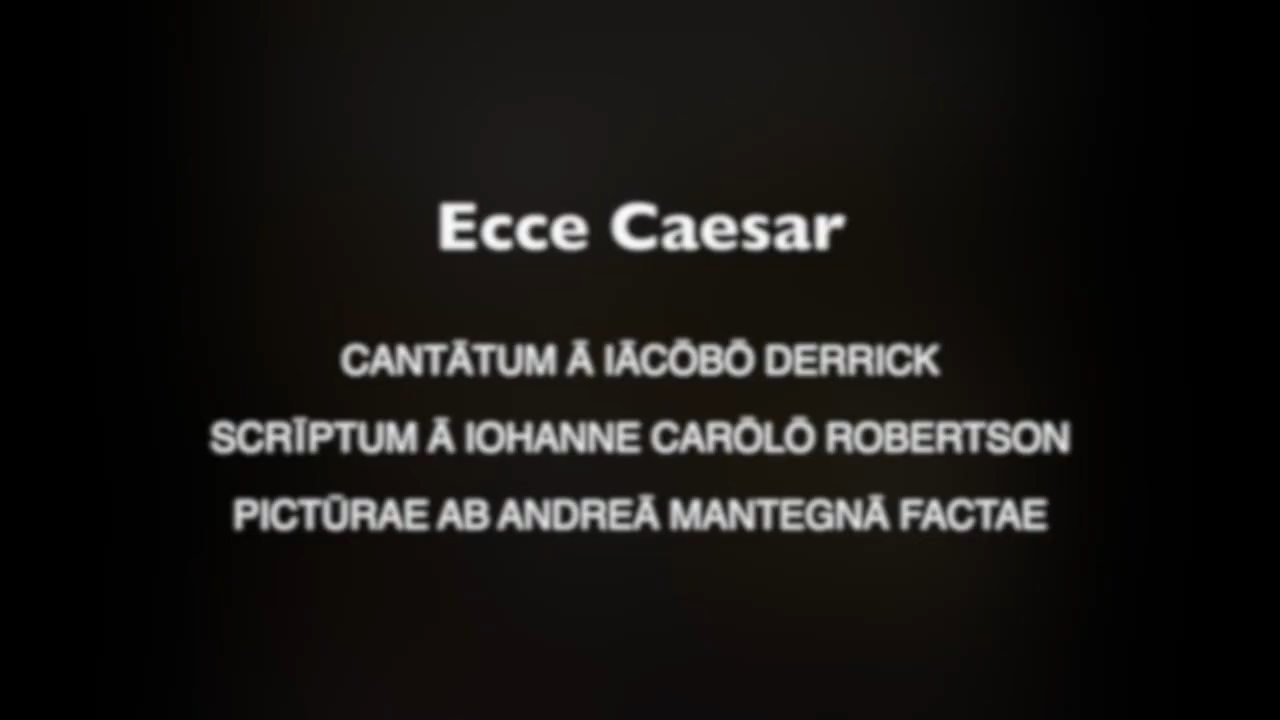 Ecce Caesar
CANTĀTUM Ā IĀCŌBŌ DERRICK
SCRĪPTUM Ā IOHANNE CARŌLŌ ROBERTSON
PICTŪRAE AB ANDREĀ MANTEGNĀ FACTAE